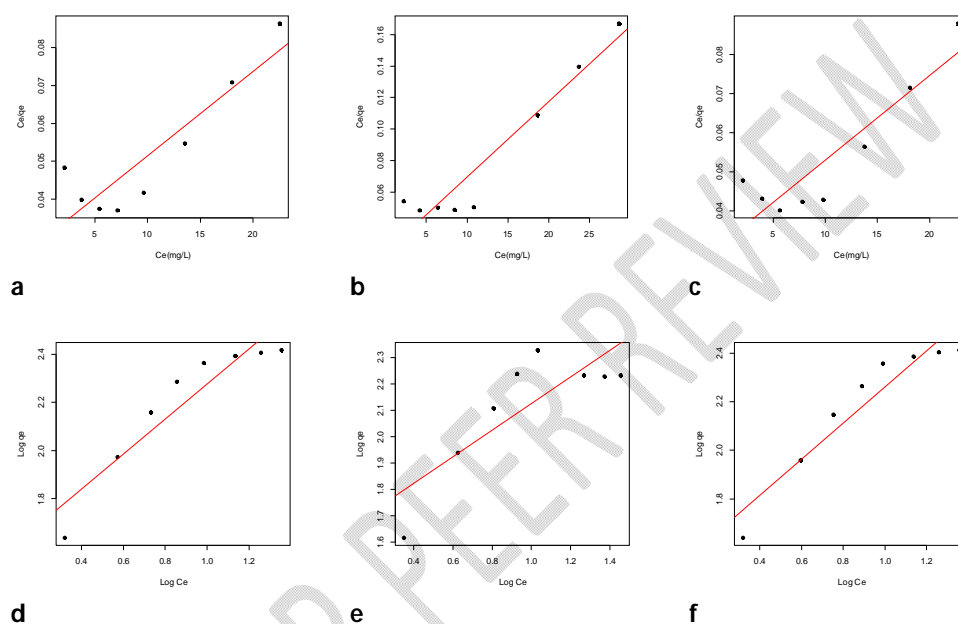 0.08
0.07
0.06
0.05
0.04
Ce/qe
5 10 15 20
Ce(mg/L)
a
0.16
0.14
0.12
0.10
0.08
0.06
Ce/qe
5 10 15 20 25
Ce(mg/L)
b
0.08
0.07
0.06
0.05
0.04
Ce/qe
5 10 15 20
Ce(mg/L)
c
2.4
2.2
2.0
1.8
Log qe
0.4 0.6 0.8 1.0 1.2
Log Ce
d
2.3
2.2
2.1
2.0
1.9
1.8
1.7
1.6
Log qe
0.4 0.6 0.8 1.0 1.2 1.4
Log Ce
e
2.4
2.2
2.0
1.8
Log qe
0.4 0.6 0.8 1.0 1.2
Log Ce
f
PEER REVIEW